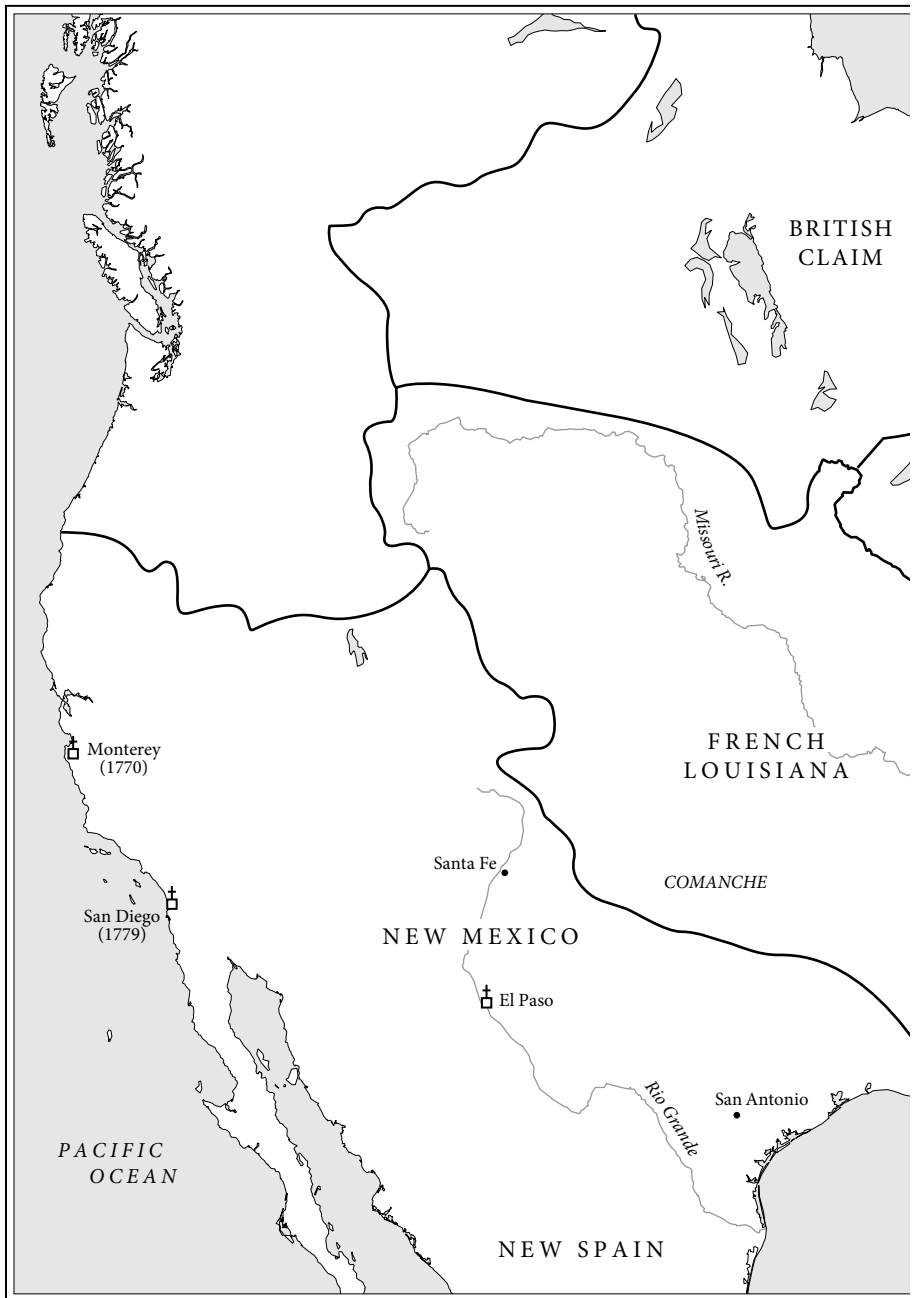 BRITISH
CLAIM
Missouri R.
FRENCH
LOUISIANA
Monterey
(1770)
Santa Fe
COMANCHE
San Diego
(1779)
NEW MEXICO
El Paso
Rio Grande
San Antonio
PACIFIC
OCEAN
NEW SPAIN